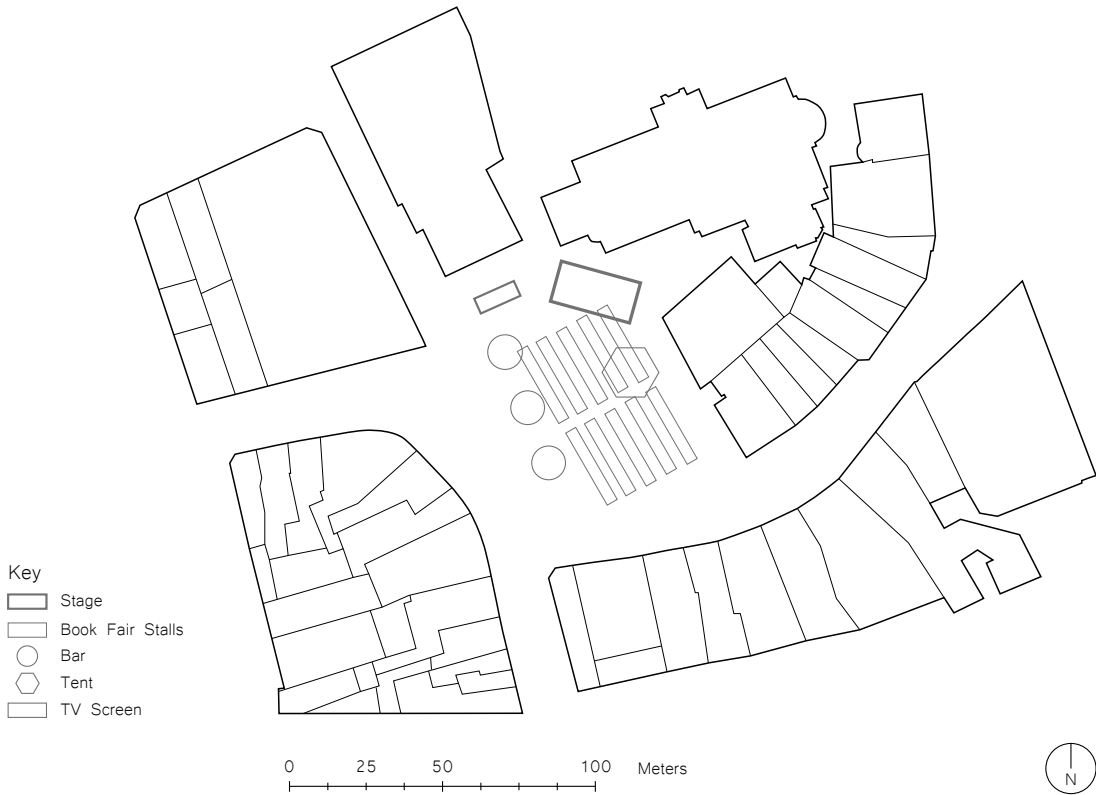 Key
Stage
Book Fair Stalls
Bar
Tent
TV Screen
0 25 50 100 Meters
N